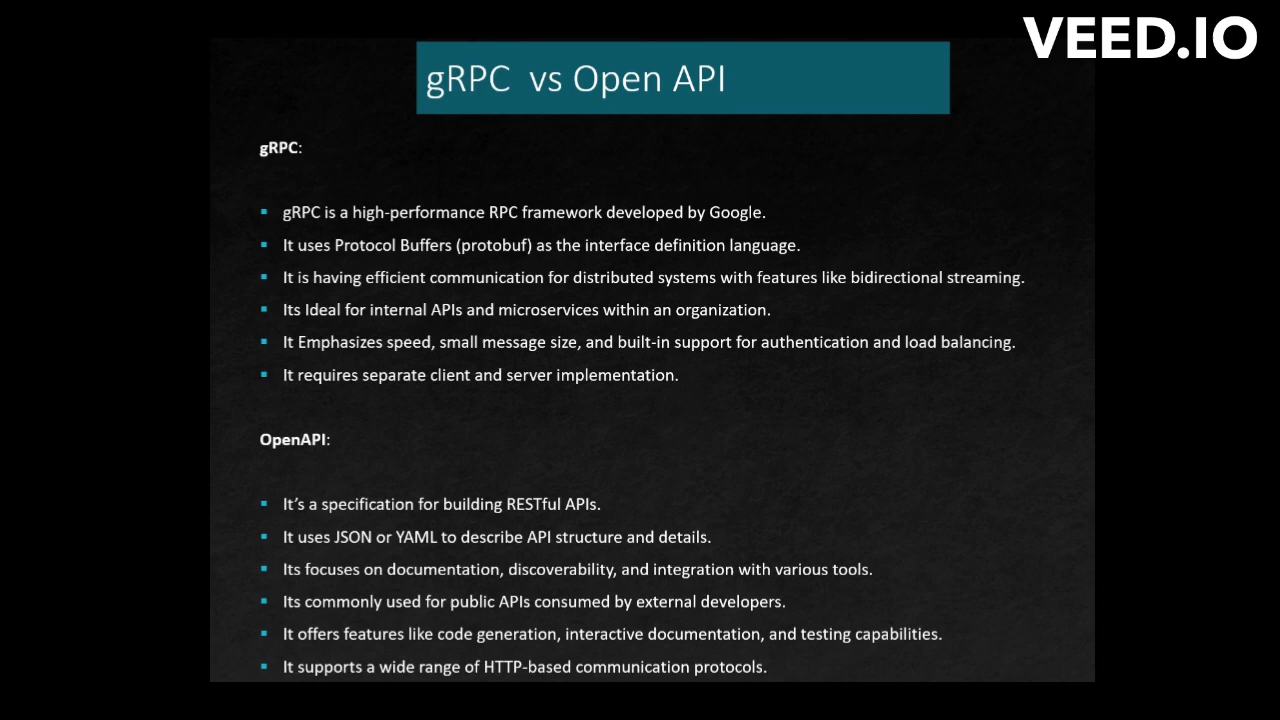 VEED.IO
gRPC vs Open API
gRPC:
gRPC is a high-performance RPC framework developed by Google.
It uses Protocol Buffers (protobuf) as the interface definition language.
It is having efficient communication for distributed systems with features like bidirectional streaming.
Its Ideal for internal APIs and microservices within an organization.
It Emphasizes speed, small message size, and built-in support for authentication and load balancing.
It requires separate client and server implementation.
OpenAPI:
It’s a specification for building RESTful APIs.
It uses JSON or YAML to describe API structure and details.
Its focuses on documentation, discoverability, and integration with various tools.
Its commonly used for public APIs consumed by external developers.
It offers features like code generation, interactive documentation, and testing capabilities.
It supports a wide range of HTTP-based communication protocols.